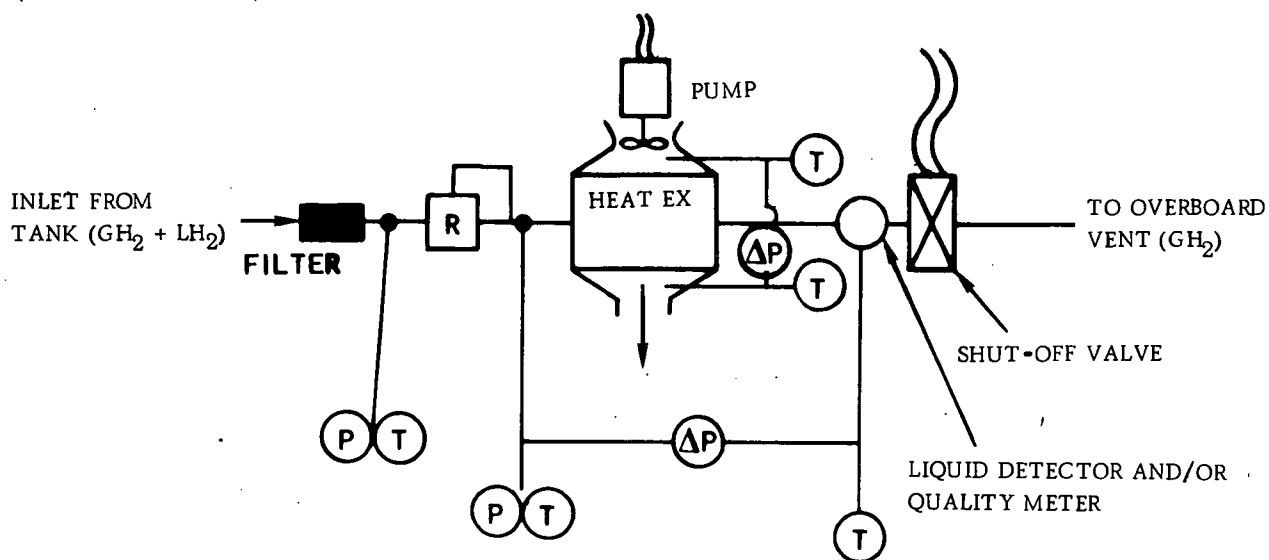 PUMP
T
INLET FROM
TANK (GH2 + LH2)
FILTER
R
HEAT EX
ΔP
T
TO OVERBOARD
VENT (GH2)
SHUT-OFF VALVE
P T
ΔP
P T
T
LIQUID DETECTOR AND/OR
QUALITY METER